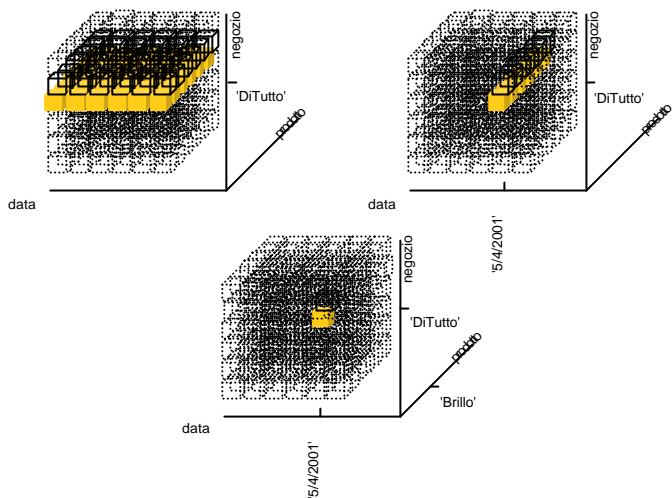 negozio
'DiTutto'
prodotto
data
negozio
'DiTutto'
prodotto
data
'5/4/2001'
negozio
'DiTutto'
prodotto
'Brillo'
data
'5/4/2001'